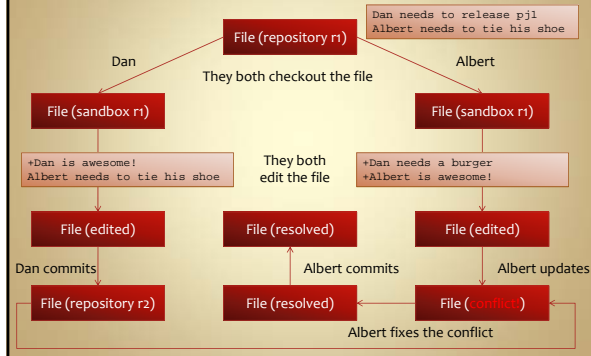 Dan needs to release pj1
Albert needs to tie his shoe
File (repository r1)
Dan
Albert
They both checkout the file
File (sandbox r1)
File (sandbox r1)
+Dan is awesome!
Albert needs to tie his shoe
They both
edit the file
+Dan needs a burger
+Albert is awesome!
File (edited)
File (resolved)
File (edited)
Dan commits
Albert commits
Albert updates
File (repository r2)
File (resolved)
File (conflict!)
Albert fixes the conflict